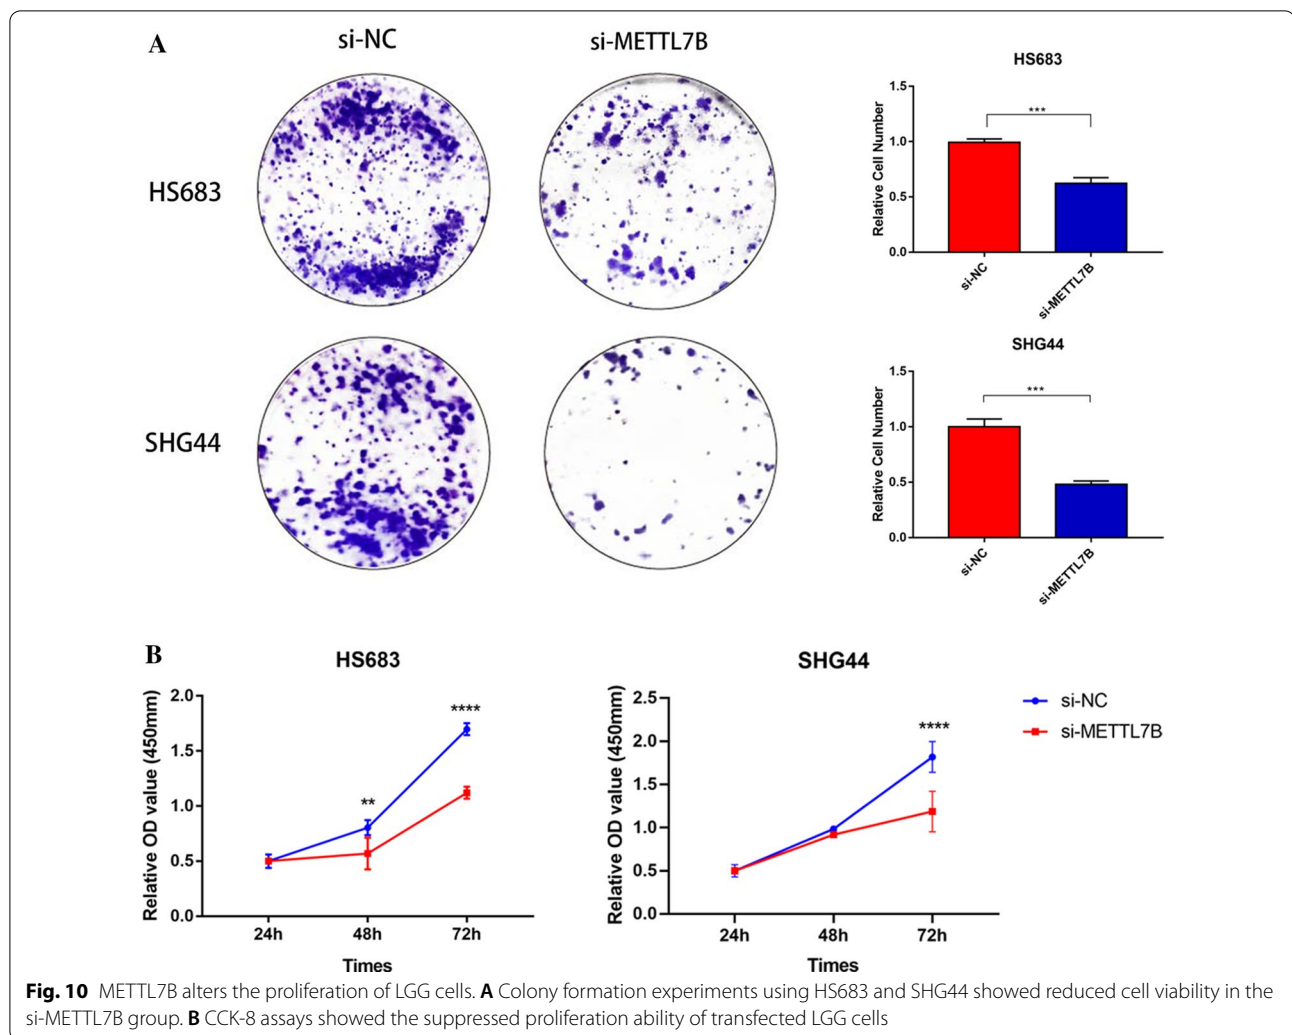 A
si-NC
si-METTL7B
HS683
SHG44
HS683
Relative Cell Number
1.5
1.0
0.5
0.0
***
si-NC
si-METTL7B
SHG44
Relative Cell Number
1.5
1.0
0.5
0.0
***
si-NC
si-METTL7B
B
HS683
Relative OD value (450mm)
2.0
1.5
1.0
0.5
0.0
**
****
24h 48h 72h
Times
SHG44
Relative OD value (450mm)
2.5
2.0
1.5
1.0
0.5
0.0
****
24h 48h 72h
Times
si-NC
si-METTL7B
Fig. 10 METTL7B alters the proliferation of LGG cells. A Colony formation experiments using HS683 and SHG44 showed reduced cell viability in the
si-METTL7B group. B CCK-8 assays showed the suppressed proliferation ability of transfected LGG cells